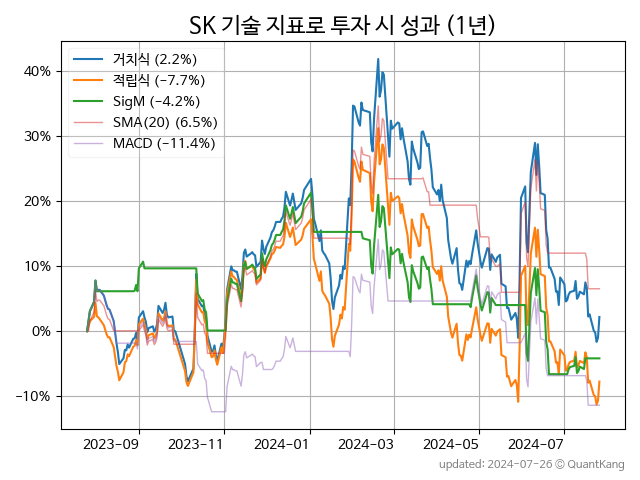 SK 기술 지표로 투자 시 성과 (1년)
거치식 (2.2%)
적립식 (−7.7%)
SigM (−4.2%)
SMA(20) (6.5%)
MACD (−11.4%)
40%
30%
20%
10%
0%
−10%
2023−09
2023−11
2024−01
2024−03
2024−05
2024−07
updated: 2024-07-26 © QuantKang